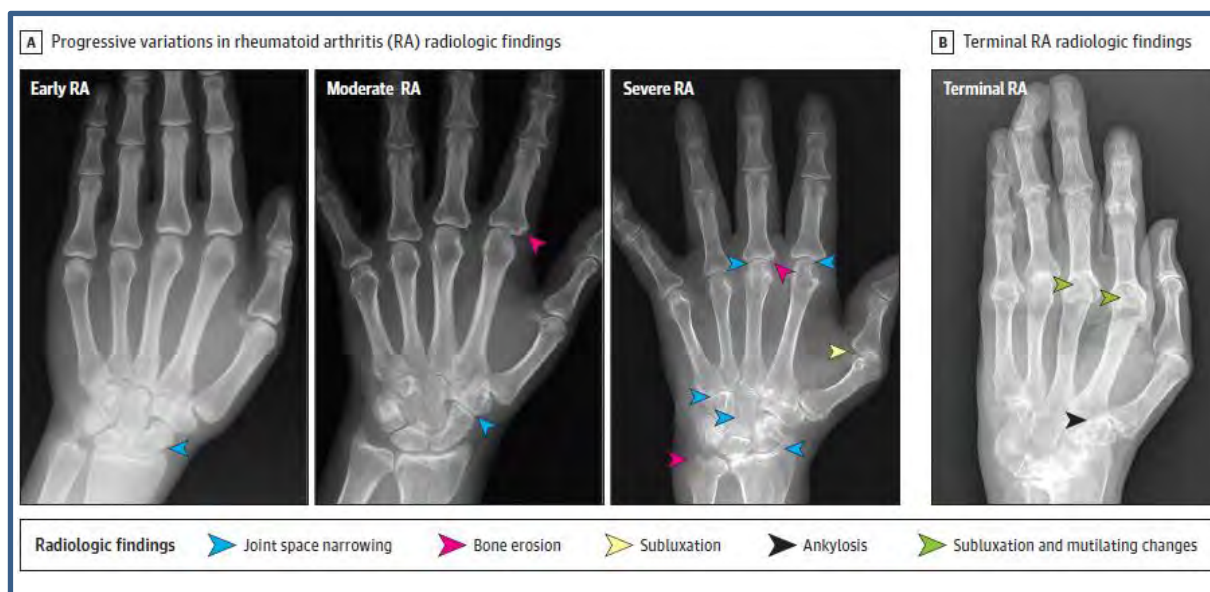 A Progressive variations in rheumatoid arthritis (RA) radiologic findings
Early RA
Moderate RA
Severe RA
B Terminal RA radiologic findings
Terminal RA
Radiologic findings
Joint space narrowing
Bone erosion
Subluxation
Ankylosis
Subluxation and mutilating changes